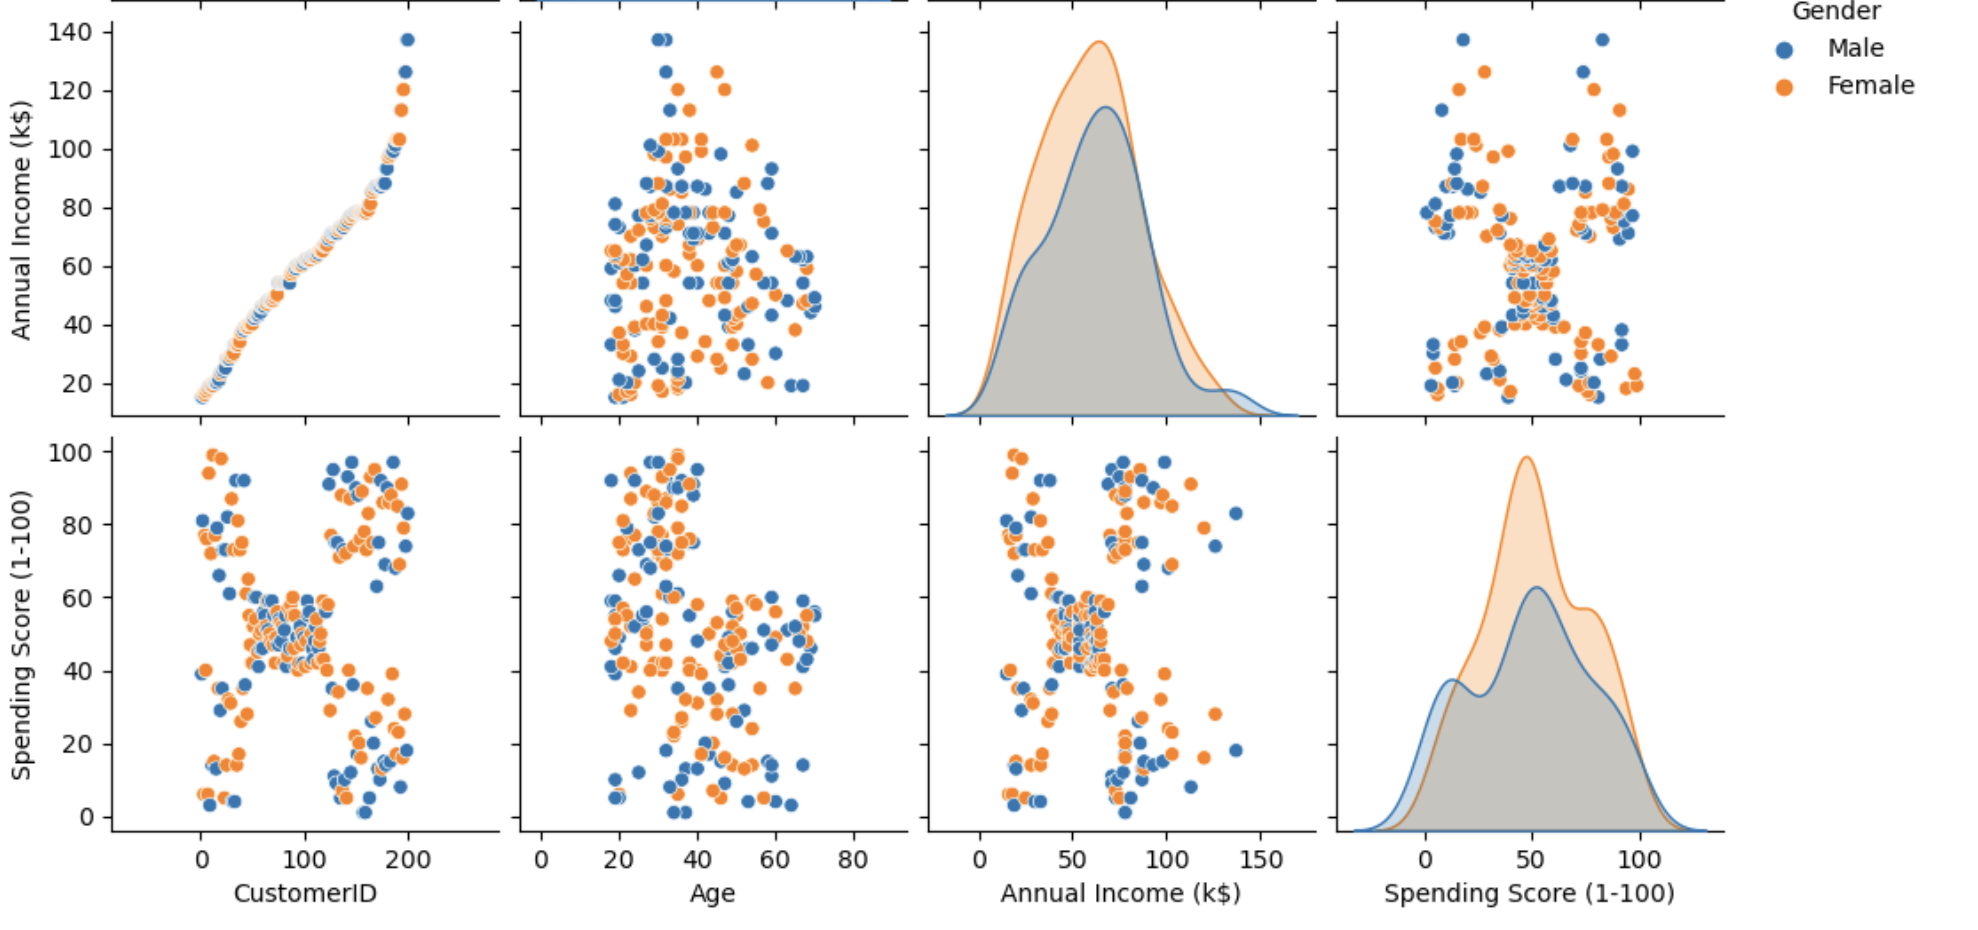 Gender
Male
Female
140
120
100
80
60
40
20
Annual Income (k$)
100
80
60
40
20
0
Spending Score (1-100)
0 100 200
0 20 40 60 80
0 50 100 150
0 50 100
CustomerID
Age
Annual Income (k$)
Spending Score (1-100)